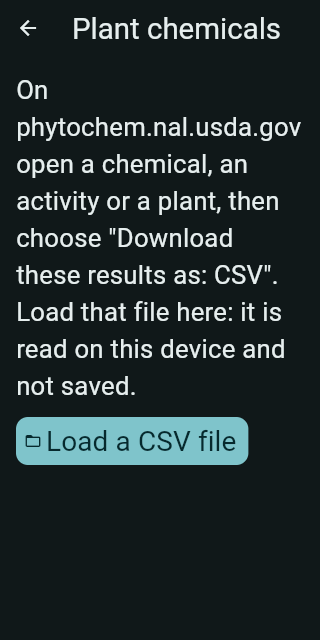 Plant chemicals
On
phytochem.nal.usda.gov
open a chemical, an
activity or a plant, then
choose "Download
these results as: CSV".
Load that file here: it is
read on this device and
not saved.
Load a CSV file